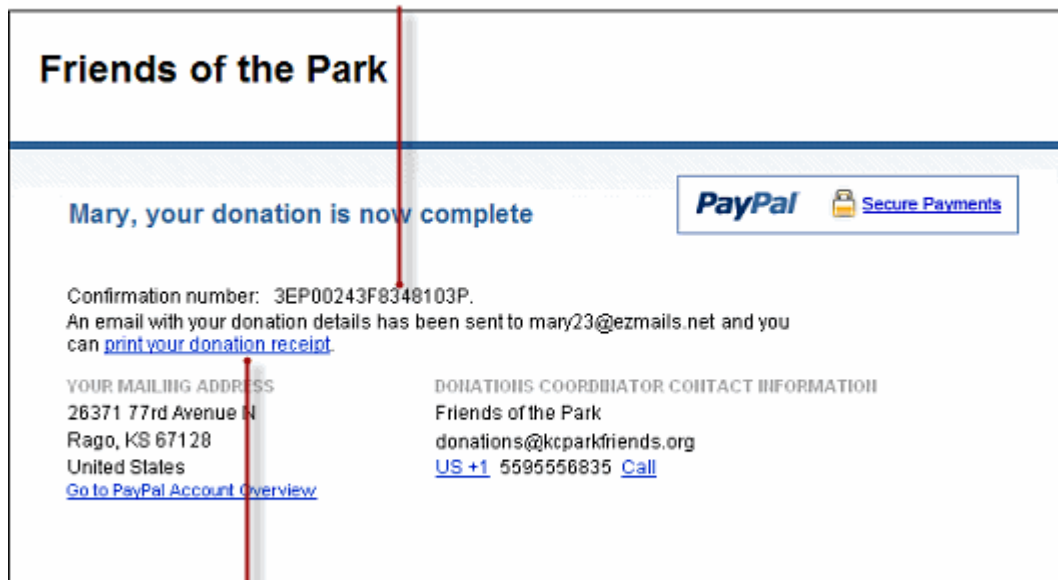 Friends of the Park
Mary, your donation is now complete
PayPal Secure Payments
Confirmation number: 3EP00243F8348103P.
An email with your donation details has been sent to mary23@ezmails.net and you
can print your donation receipt.
YOUR MAILING ADDRESS
26371 77rd Avenue N
Rago, KS 67128
United States
Go to PayPal Account Overview
DONATIONS COORDINATOR CONTACT INFORMATION
Friends of the Park
donations@kcparkfriends.org
US +1 5595556835 Call